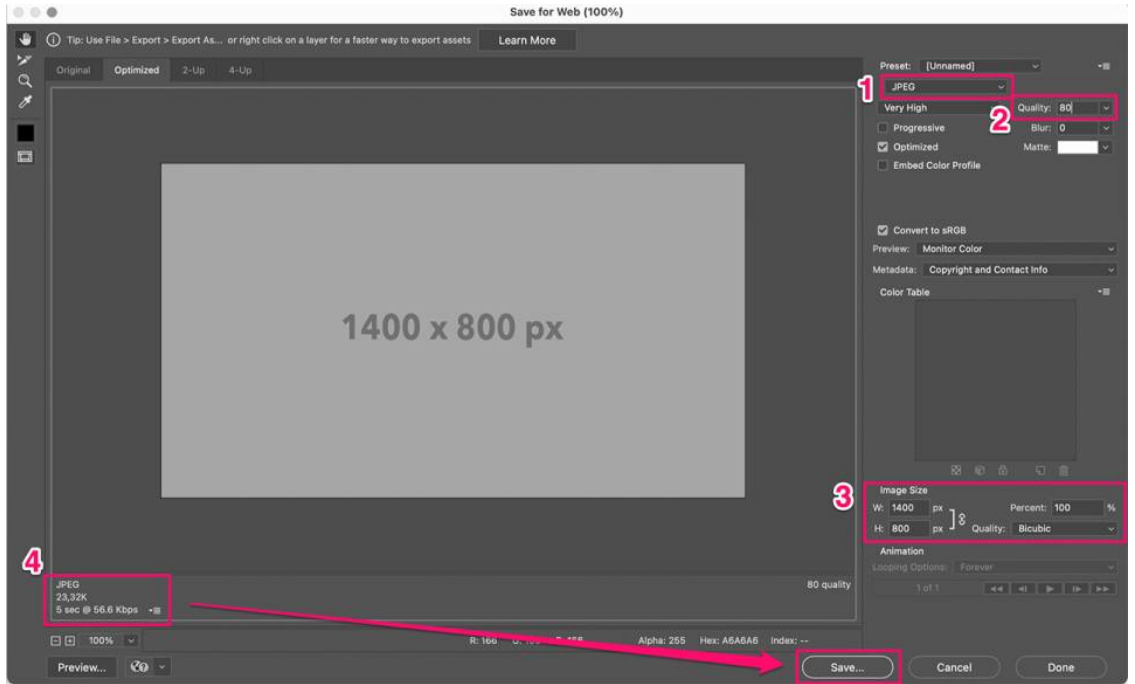 Save for Web (100%)
Tip: Use File > Export > Export As... or right click on a layer for a faster way to export assets
Learn More
Original Optimized 2-Up 4-Up
Preset: [Unnamed]
1 JPEG
Very High 2 Quality: 80
Progressive Blur: 0
Optimized Matte:
Embed Color Profile
Convert to sRGB
Preview: Monitor Color
Metadata: Copyright and Contact Info
Color Table
1400 x 800 px
3 Image Size
W: 1400 px Percent: 100 %
H: 800 px Quality: Bicubic
Animation
Looping Options: Forever
1 of 1
4
JPEG
23,32K
5 sec @ 56.6 Kbps
80 quality
100% R: 166 Alpha: 255 Hex: A6A6A6 Index: --
Preview... Save... Cancel Done